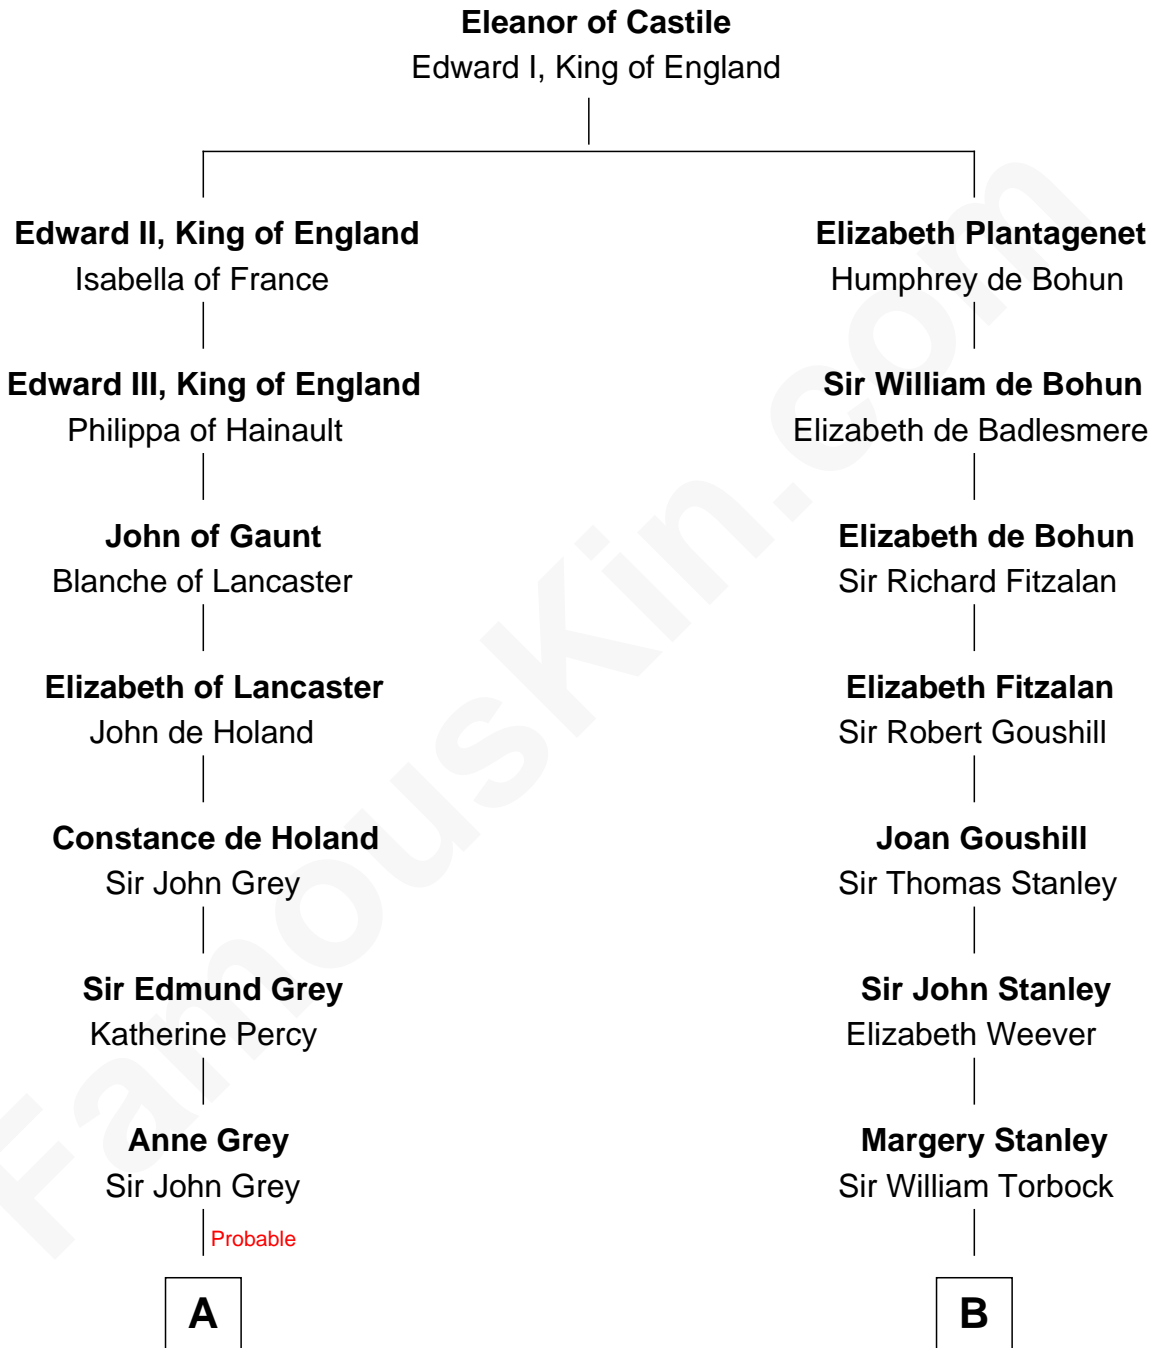 Eleanor of Castile
Edward I, King of England
Edward II, King of England
Isabella of France
Elizabeth Plantagenet
Humphrey de Bohun
Edward III, King of England
Philippa of Hainault
Sir William de Bohun
Elizabeth de Badlesmere
John of Gaunt
Blanche of Lancaster
Elizabeth de Bohun
Sir Richard Fitzalan
Elizabeth of Lancaster
John de Holand
Elizabeth Fitzalan
Sir Robert Goushill
Constance de Holand
Sir John Grey
Joan Goushill
Sir Thomas Stanley
Sir Edmund Grey
Katherine Percy
Sir John Stanley
Elizabeth Weever
Anne Grey
Sir John Grey
Margery Stanley
Sir William Torbock
Probable
A
B
FamousKin.com